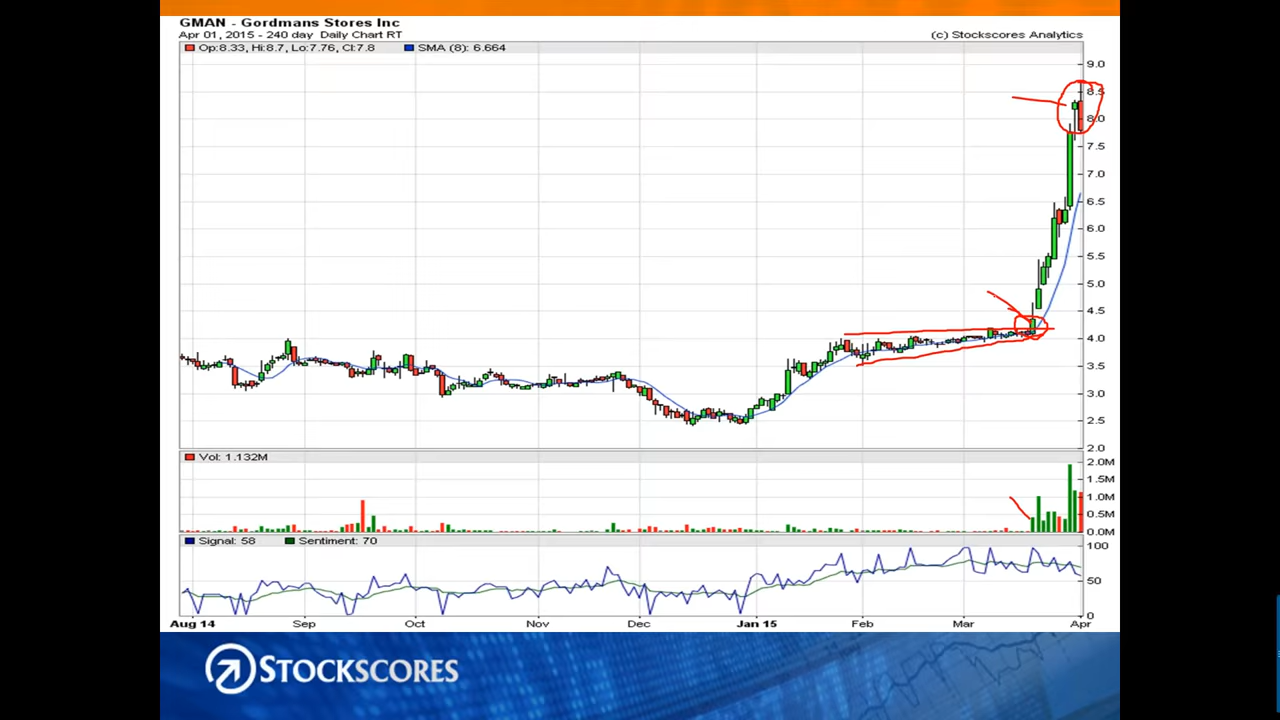 GMAN - Gordmans Stores Inc
Apr 01, 2015 - 240 day Daily Chart RT
(c) Stockscores Analytics
Op:8.33, Hi:8.7, Lo:7.76, Cl:7.8
SMA (8): 6.664
9.0
8.5
8.0
7.5
7.0
6.5
6.0
5.5
5.0
4.5
4.0
3.5
3.0
2.5
2.0
Vol: 1.132M
2.0M
1.5M
1.0M
0.5M
0.0M
Signal: 58
Sentiment: 70
100
50
0
Aug 14 Sep Oct Nov Dec Jan 15 Feb Mar Apr
STOCKSCORES